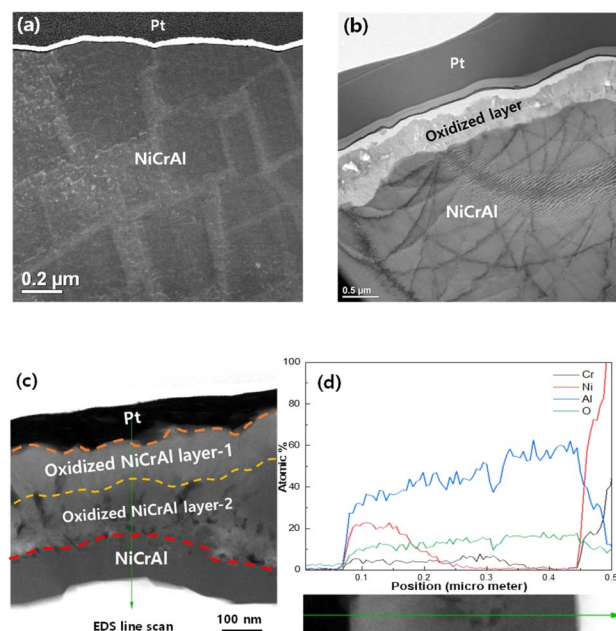 (a)
Pt
NiCrAl
0.2 µm
(b)
Pt
Oxidized layer
NiCrAl
0.5 µm
(c)
Pt
Oxidized NiCrAl layer-1
Oxidized NiCrAl layer-2
NiCrAl
EDS line scan
100 nm
(d)
Cr
Ni
Al
O
Atomic %
100
80
60
40
20
0
0.1 0.2 0.3 0.4 0.5
Position (micro meter)